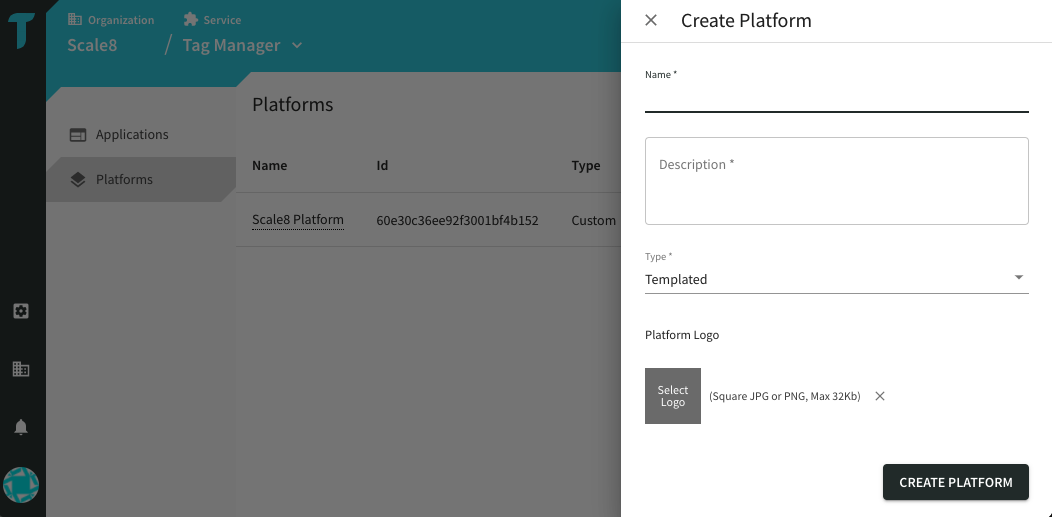 Organization
Service
Scale8
/ Tag Manager
Applications
Platforms
Platforms
Name
Id
Type
Scale8 Platform
60e30c36ee92f3001bf4b152
Custom
Create Platform
Name *
Description *
Type *
Templated
Platform Logo
Select
Logo
(Square JPG or PNG, Max 32Kb)
CREATE PLATFORM